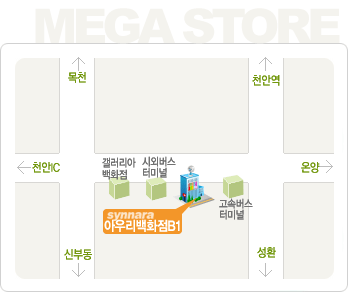 MEGA STORE
목천
천안역
천안IC
갤러리아
백화점
시외버스
터미널
온양
고속버스
터미널
synnara
야우리백화점B1
신부동
성환